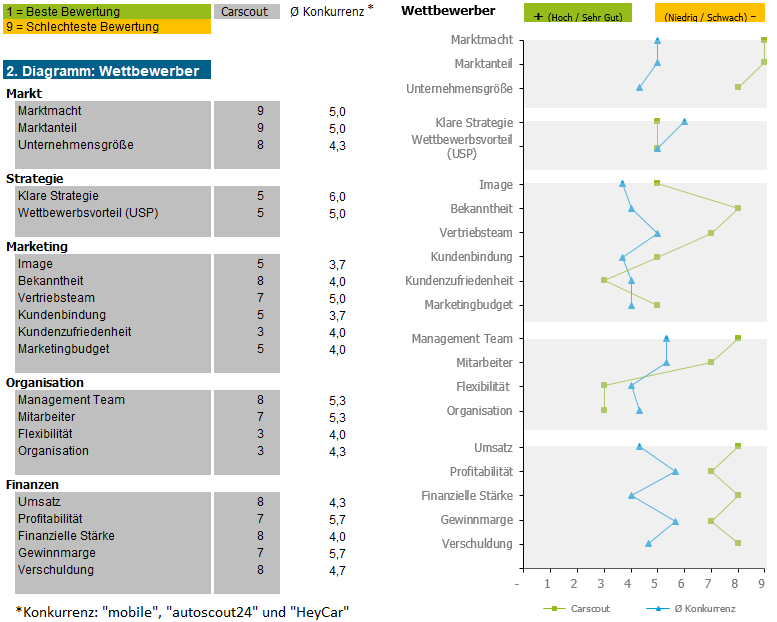 1 = Beste Bewertung Carscout Ø Konkurrenz *
9 = Schlechteste Bewertung
2. Diagramm: Wettbewerber
Markt
Marktmacht 9 5,0
Marktanteil 9 5,0
Unternehmensgröße 8 4,3
Strategie
Klare Strategie 5 6,0
Wettbewerbsvorteil (USP) 5 5,0
Marketing
Image 5 3,7
Bekanntheit 8 4,0
Vertriebsteam 7 5,0
Kundenbindung 5 3,7
Kundenzufriedenheit 3 4,0
Marketingbudget 5 4,0
Organisation
Management Team 8 5,3
Mitarbeiter 7 5,3
Flexibilität 3 4,0
Organisation 3 4,3
Finanzen
Umsatz 8 4,3
Profitabilität 7 5,7
Finanzielle Stärke 8 4,0
Gewinnmarge 7 5,7
Verschuldung 8 4,7
*Konkurrenz: "mobile", "autoscout24" und "HeyCar"
Wettbewerber + (Hoch / Sehr Gut) (Niedrig / Schwach) -
Marktmacht
Marktanteil
Unternehmensgröße
Klare Strategie
Wettbewerbsvorteil
(USP)
Image
Bekanntheit
Vertriebsteam
Kundenbindung
Kundenzufriedenheit
Marketingbudget
Management Team
Mitarbeiter
Flexibilität
Organisation
Umsatz
Profitabilität
Finanzielle Stärke
Gewinnmarge
Verschuldung
- 1 2 3 4 5 6 7 8 9
Carscout Ø Konkurrenz